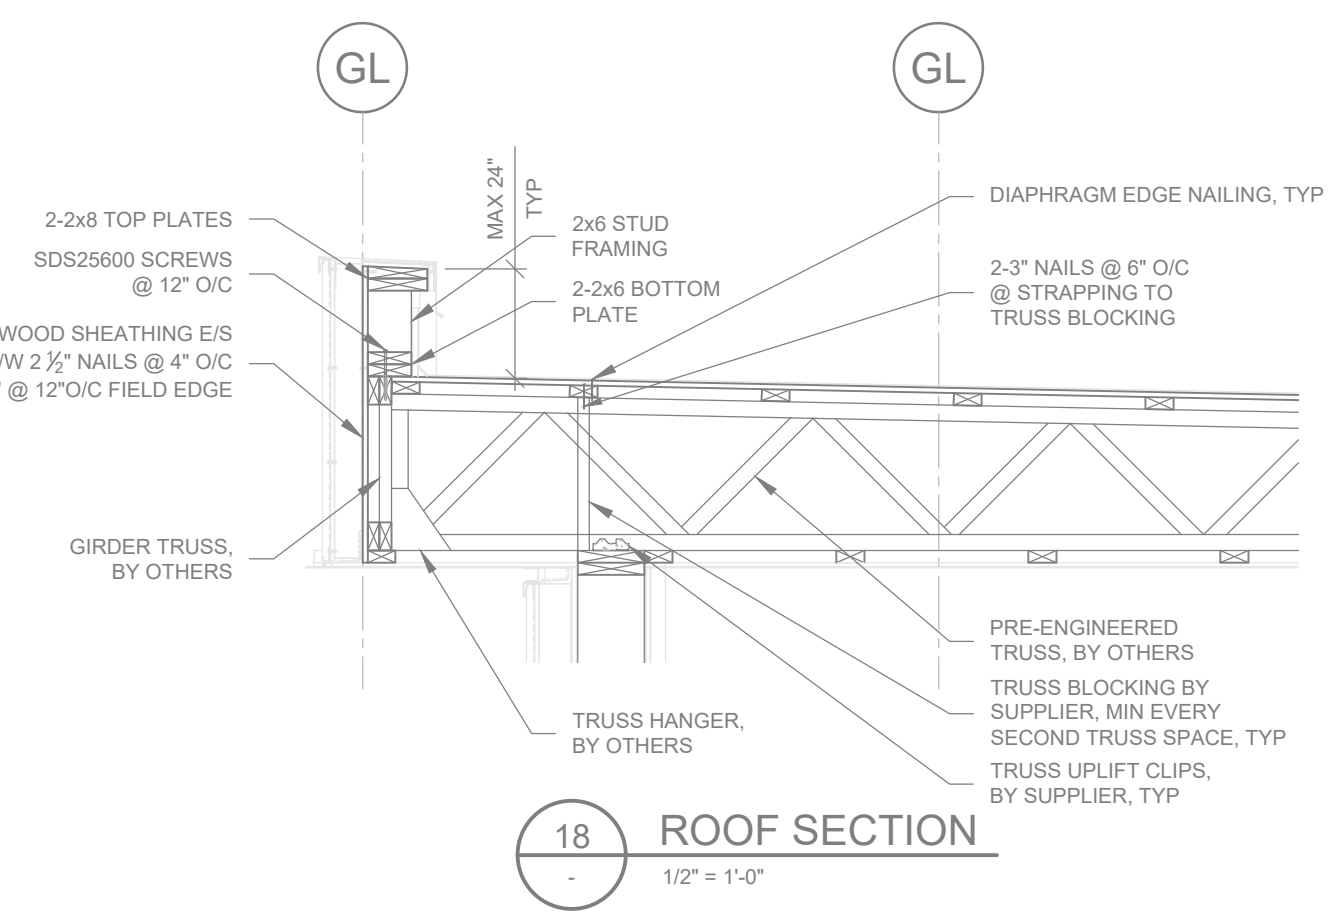 GL
GL
MAX 24"
TYP
2-2x8 TOP PLATES
SDS25600 SCREWS
@ 12" O/C
WOOD SHEATHING E/S
/W 2 ½" NAILS @ 4" O/C
" @ 12"O/C FIELD EDGE
GIRDER TRUSS,
BY OTHERS
2x6 STUD
FRAMING
2-2x6 BOTTOM
PLATE
DIAPHRAGM EDGE NAILING, TYP
2-3" NAILS @ 6" O/C
@ STRAPPING TO
TRUSS BLOCKING
PRE-ENGINEERED
TRUSS, BY OTHERS
TRUSS BLOCKING BY
SUPPLIER, MIN EVERY
SECOND TRUSS SPACE, TYP
TRUSS UPLIFT CLIPS,
BY SUPPLIER, TYP
TRUSS HANGER,
BY OTHERS
18
-
ROOF SECTION
1/2" = 1'-0"